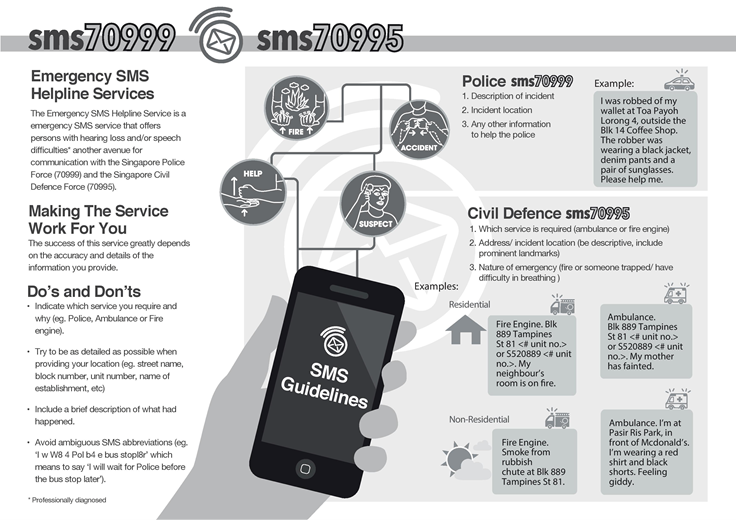 sms70999
sms70995
Emergency SMS
Helpline Services
The Emergency SMS Helpline Service is a
emergency SMS service that offers
persons with hearing loss and/or speech
difficulties* another avenue for
communication with the Singapore Police
Force (70999) and the Singapore Civil
Defence Force (70995).
Making The Service
Work For You
The success of this service greatly depends
on the accuracy and details of the
information you provide.
Do's and Don'ts
• Indicate which service you require and
why (eg. Police, Ambulance or Fire
engine).
• Try to be as detailed as possible when
providing your location (eg. street name,
block number, unit number, name of
establishment, etc)
• Include a brief description of what had
happened.
• Avoid ambiguous SMS abbreviations (eg.
'I w W8 4 Pol b4 e bus stopl8r' which
means to say 'I will wait for Police before
the bus stop later').
* Professionally diagnosed
FIRE
ACCIDENT
HELP
SUSPECT
SMS
Guidelines
Police sms70999
1. Description of incident
2. Incident location
3. Any other information
to help the police
Example:
I was robbed of my
wallet at Toa Payoh
Lorong 4, outside the
Blk 14 Coffee Shop.
The robber was
wearing a black jacket,
denim pants and a
pair of sunglasses.
Please help me.
Civil Defence sms70995
1. Which service is required (ambulance or fire engine)
2. Address/ incident location (be descriptive, include
prominent landmarks)
3. Nature of emergency (fire or someone trapped/ have
difficulty in breathing )
Examples:
Residential
Fire Engine. Blk
889 Tampines
St 81 <# unit no.>
or S520889 <# unit
no.>. My
neighbour's
room is on fire.
Ambulance.
Blk 889 Tampines
St 81 <# unit no.>
or S520889 <# unit
no.>. My mother
has fainted.
Non-Residential
Fire Engine.
Smoke from
rubbish
chute at Blk 889
Tampines St 81.
Ambulance. I'm at
Pasir Ris Park, in
front of Mcdonald's.
I'm wearing a red
shirt and black
shorts. Feeling
giddy.